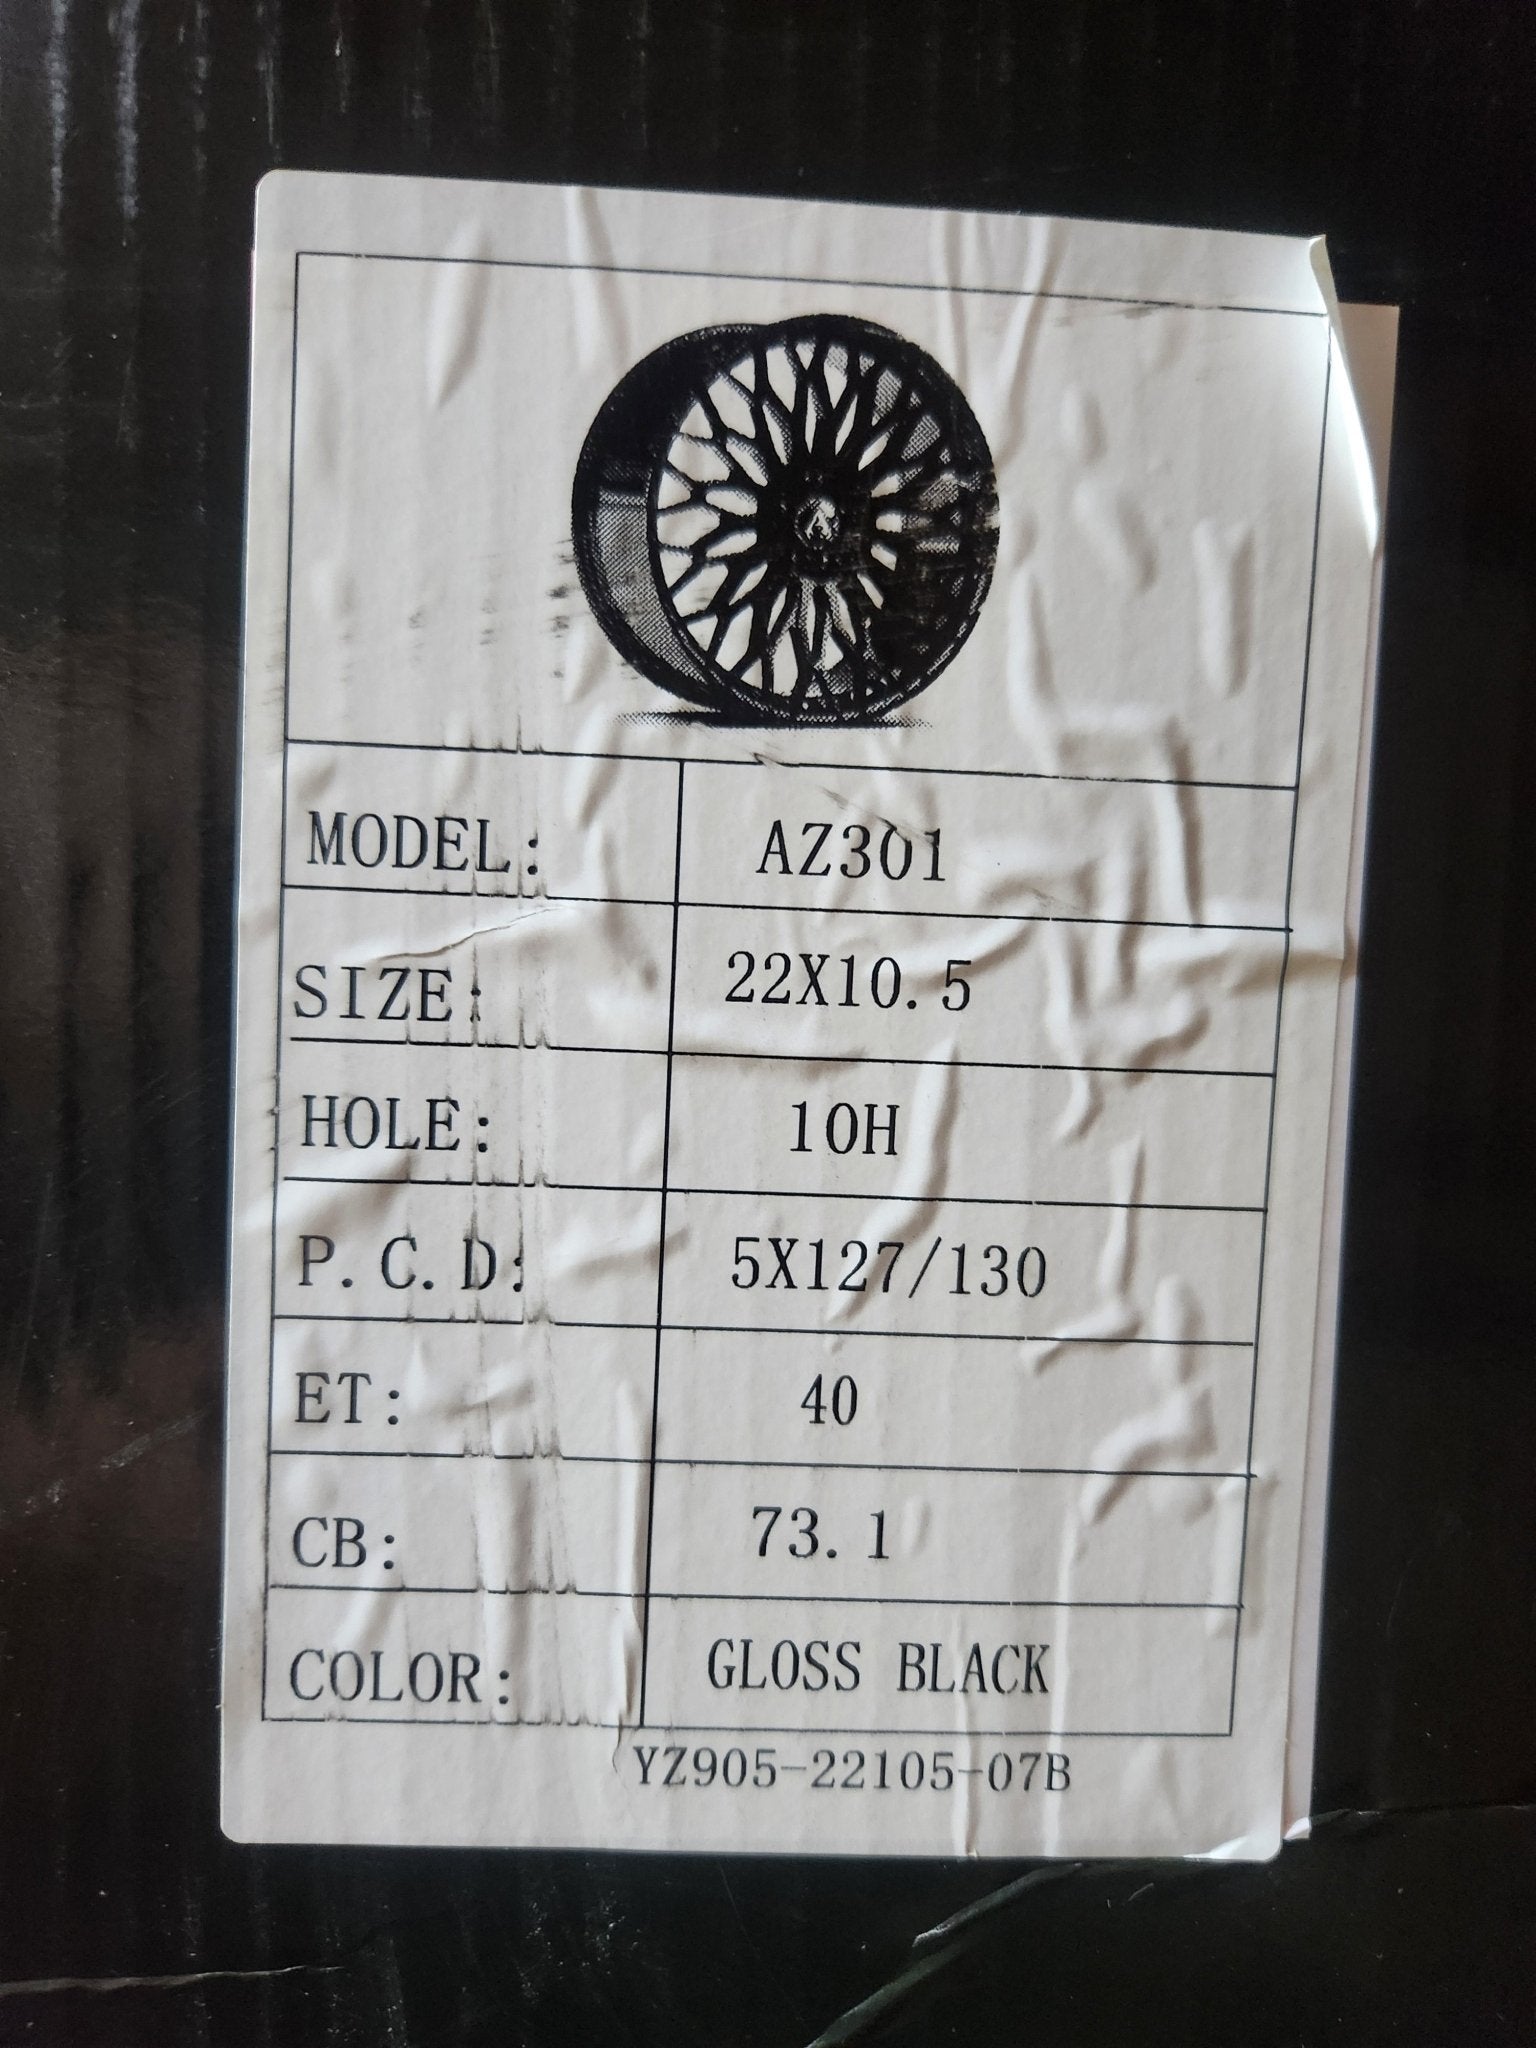 MODEL: AZ301
SIZE: 22X10.5
HOLE: 10H
P.C.D: 5X127/130
ET: 40
CB: 73.1
COLOR: GLOSS BLACK
YZ905-22105-07B